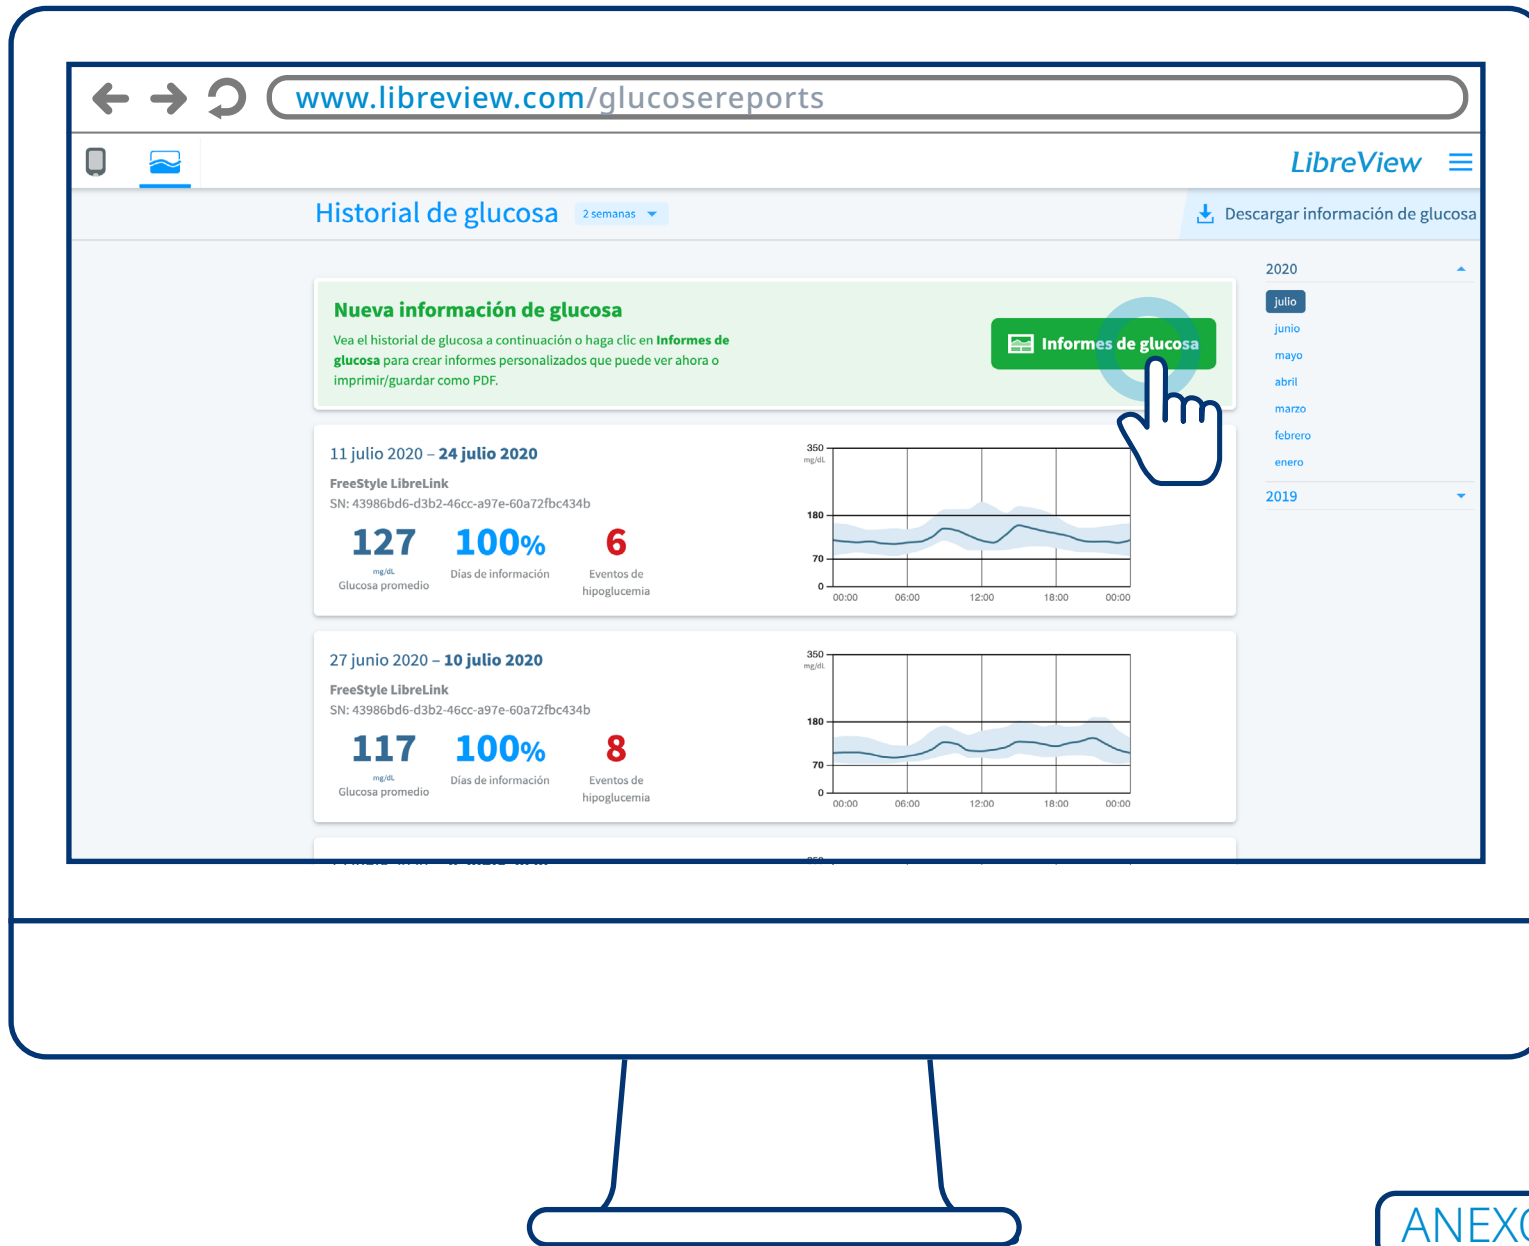 www.libreview.com/glucosereports
LibreView
Historial de glucosa
2 semanas
Descargar información de glucosa
Nueva información de glucosa
Vea el historial de glucosa a continuación o haga clic en Informes de
glucosa para crear informes personalizados que puede ver ahora o
imprimir/guardar como PDF.
Informes de glucosa
2020
julio
junio
mayo
abril
marzo
febrero
enero
2019
11 julio 2020 – 24 julio 2020
FreeStyle LibreLink
SN: 43986bd6-d3b2-46cc-a97e-60a72fbc434b
127
mg/dL
Glucosa promedio
100%
Días de información
6
Eventos de
hipoglucemia
350
mg/dL
180
70
0
00:00 06:00 12:00 18:00 00:00
27 junio 2020 – 10 julio 2020
FreeStyle LibreLink
SN: 43986bd6-d3b2-46cc-a97e-60a72fbc434b
117
mg/dL
Glucosa promedio
100%
Días de información
8
Eventos de
hipoglucemia
350
mg/dL
180
70
0
00:00 06:00 12:00 18:00 00:00
ANEXO